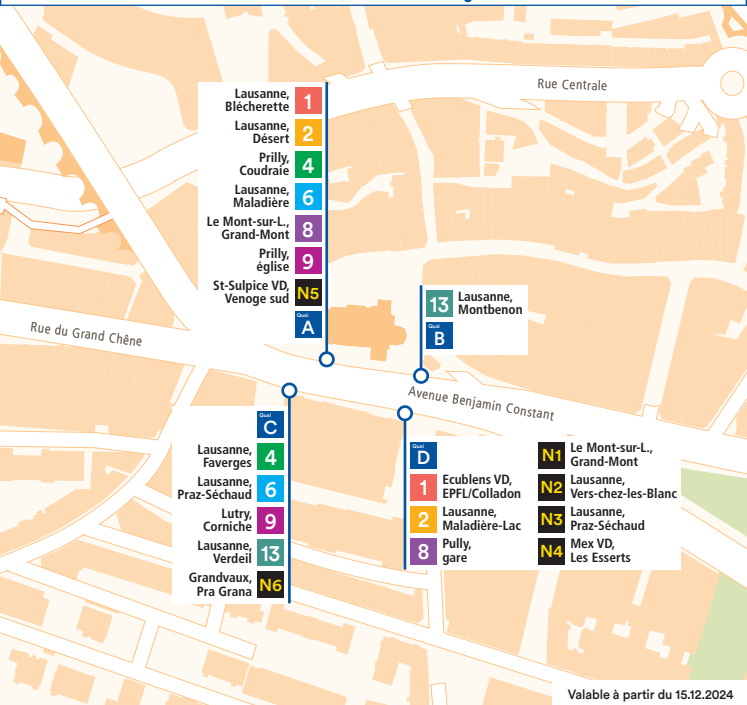 Rue Centrale
Lausanne,
Blécherette
1
Lausanne,
Désert
2
Prilly,
Coudraie
4
Lausanne,
Maladière
6
Le Mont-sur-L.,
Grand-Mont
8
Prilly,
église
9
St-Sulpice VD,
Venoge sud
N5
Quai
A
13
Lausanne,
Montbenon
Quai
B
Rue du Grand Chêne
Avenue Benjamin Constant
Quai
C
Lausanne,
Faverges
4
Lausanne,
Praz-Séchaud
6
Lutry,
Corniche
9
Lausanne,
Verdeil
13
Grandvaux,
Pra Grana
N6
Quai
D
1
Ecublens VD,
EPFL/Colladon
2
Lausanne,
Maladière-Lac
8
Pully,
gare
N1
Le Mont-sur-L.,
Grand-Mont
N2
Lausanne,
Vers-chez-les-Blanc
N3
Lausanne,
Praz-Séchaud
N4
Mex VD,
Les Esserts
Valable à partir du 15.12.2024